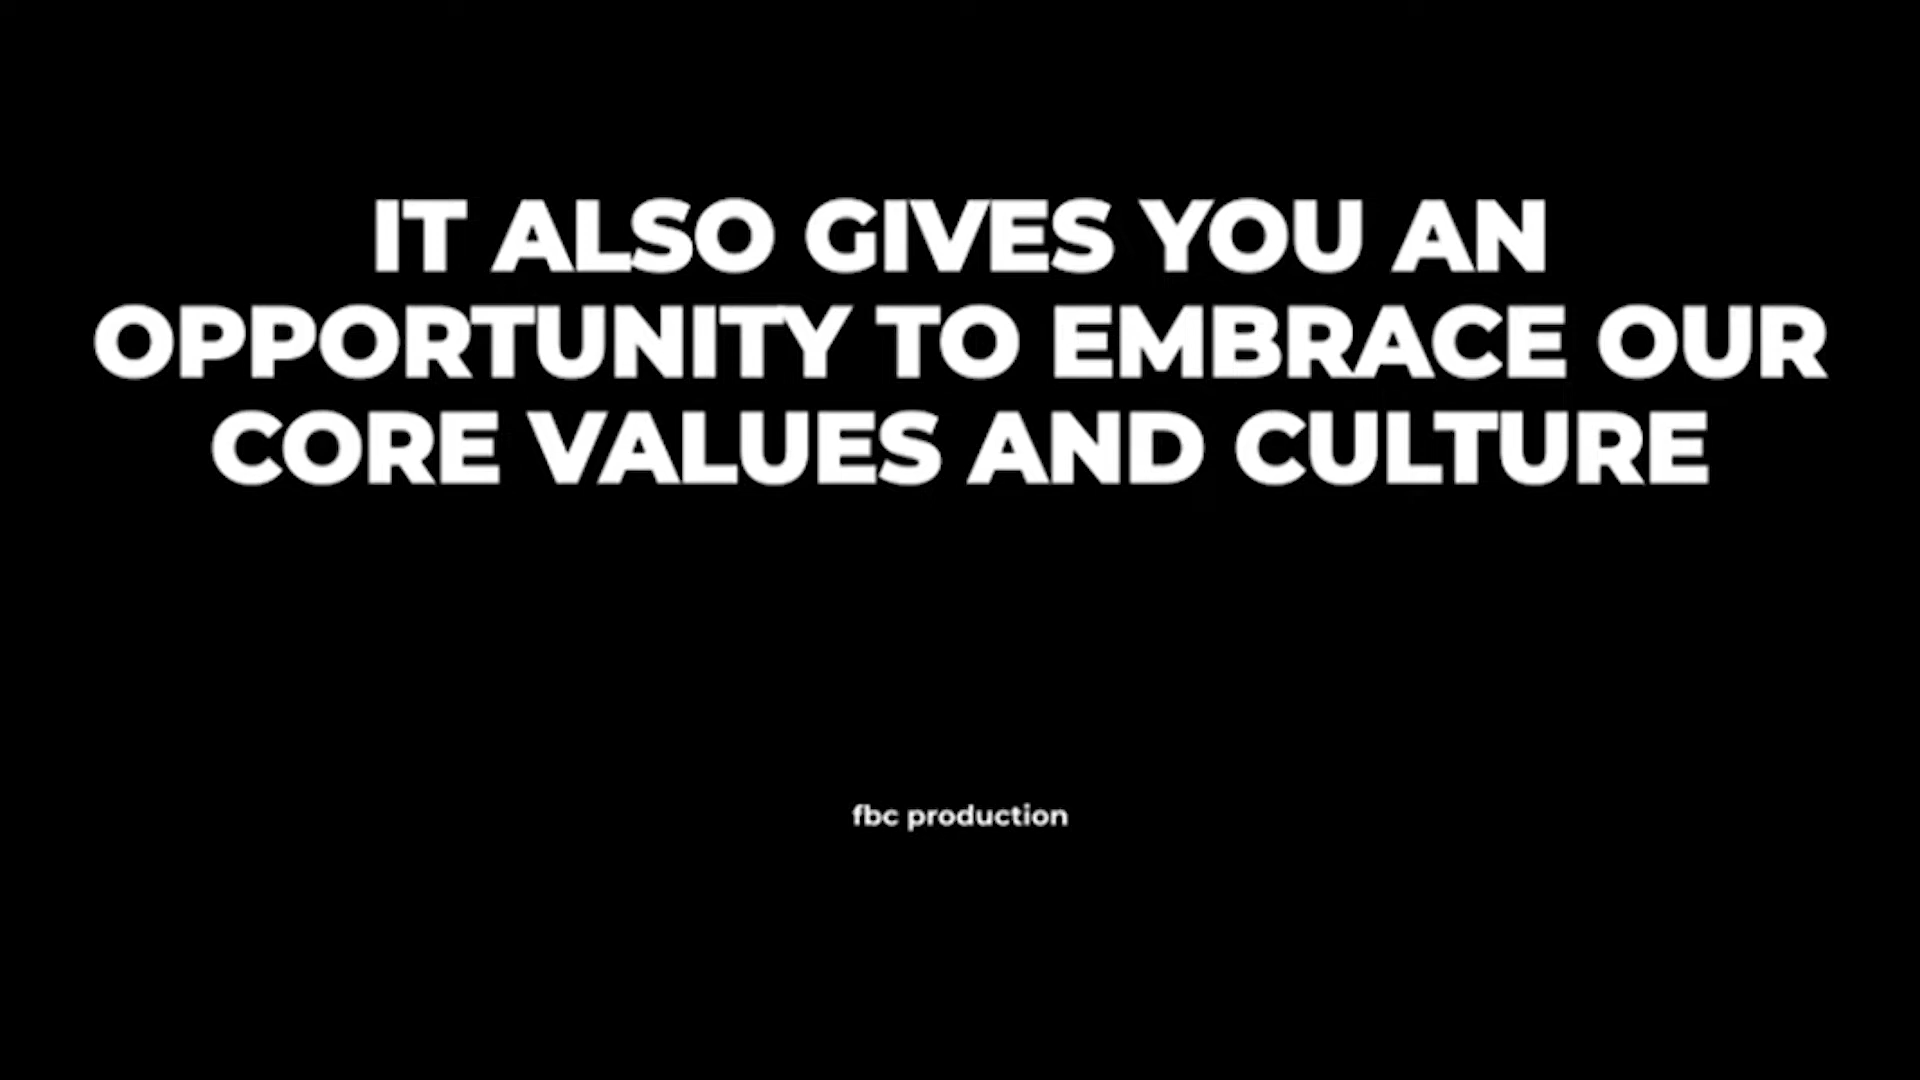 IT ALSO GIVES YOU AN
OPPORTUNITY TO EMBRACE OUR
CORE VALUES AND CULTURE
fbc production